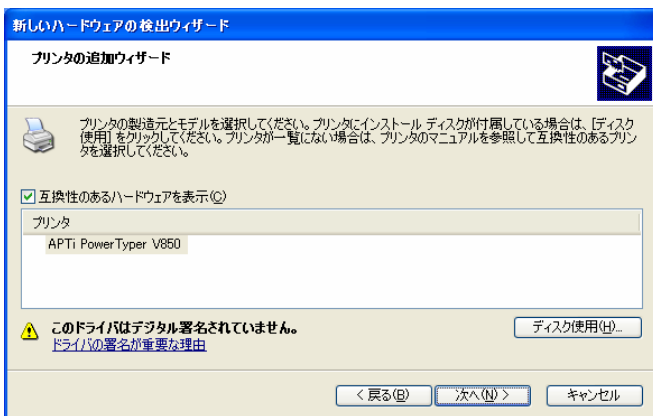 新しいハードウェアの検出ウィザード
プリンタの追加ウィザード
プリンタの製造元とモデルを選択してください。プリンタにインストール ディスクが付属している場合は、[ディスク
使用] をクリックしてください。プリンタが一覧にない場合は、プリンタのマニュアルを参照して互換性のあるプリン
タを選択してください。
互換性のあるハードウェアを表示(C)
プリンタ
APTi PowerTyper V850
このドライバはデジタル署名されていません。
ディスク使用(H)...
ドライバの署名が重要な理由
< 戻る(B)
次へ(N) >
キャンセル